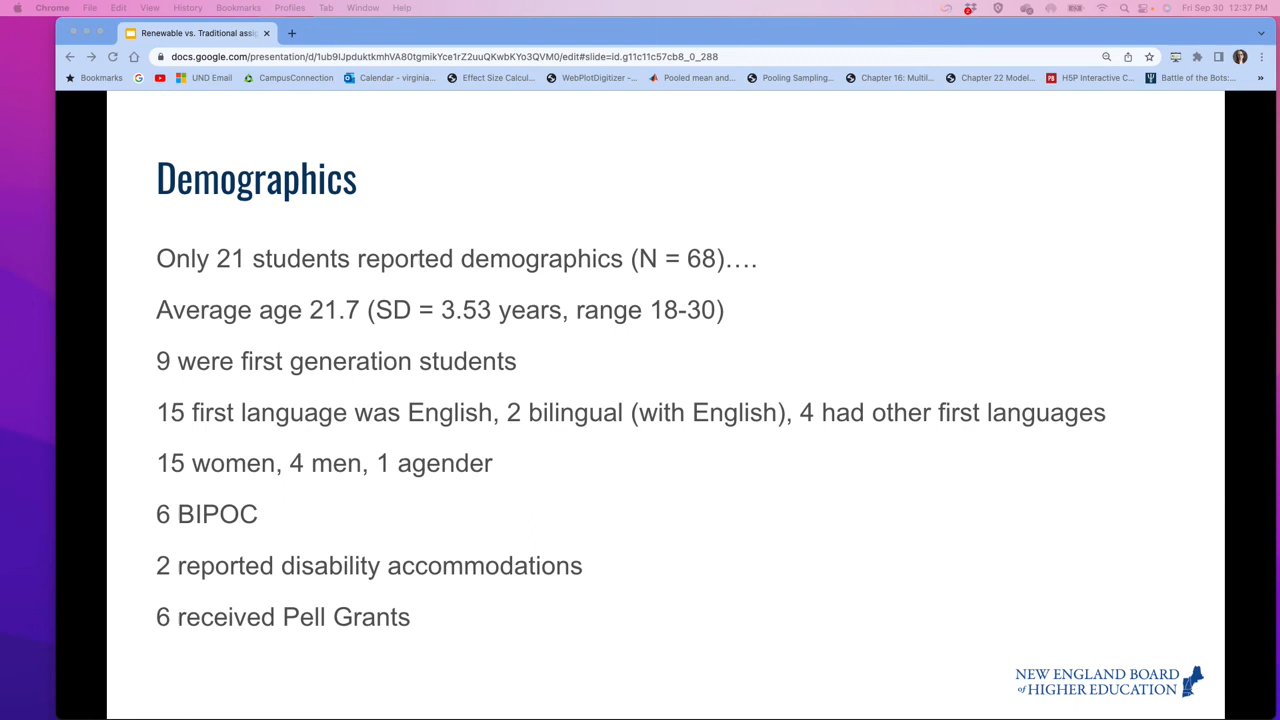 Chrome File Edit View History Bookmarks Profiles Tab Window Help Fri Sep 30 12:37 PM
Renewable vs. Traditional assi
docs.google.com/presentation/d/1ub9IJpduktkmhVA80tgmikYce1rZ2uuQKwbKYo3QVM0/edit#slide=id.g11c11c57cb8_0_288
Bookmarks UND Email CampusConnection Calendar - virginia... Effect Size Calcul... WebPlotDigitizer -... Pooled mean and... Pooling Sampling... Chapter 16: Multil... Chapter 22 Model... H5P Interactive C... Battle of the Bots:... »
Demographics
Only 21 students reported demographics (N = 68)….
Average age 21.7 (SD = 3.53 years, range 18-30)
9 were first generation students
15 first language was English, 2 bilingual (with English), 4 had other first languages
15 women, 4 men, 1 agender
6 BIPOC
2 reported disability accommodations
6 received Pell Grants
NEW ENGLAND BOARD
of HIGHER EDUCATION